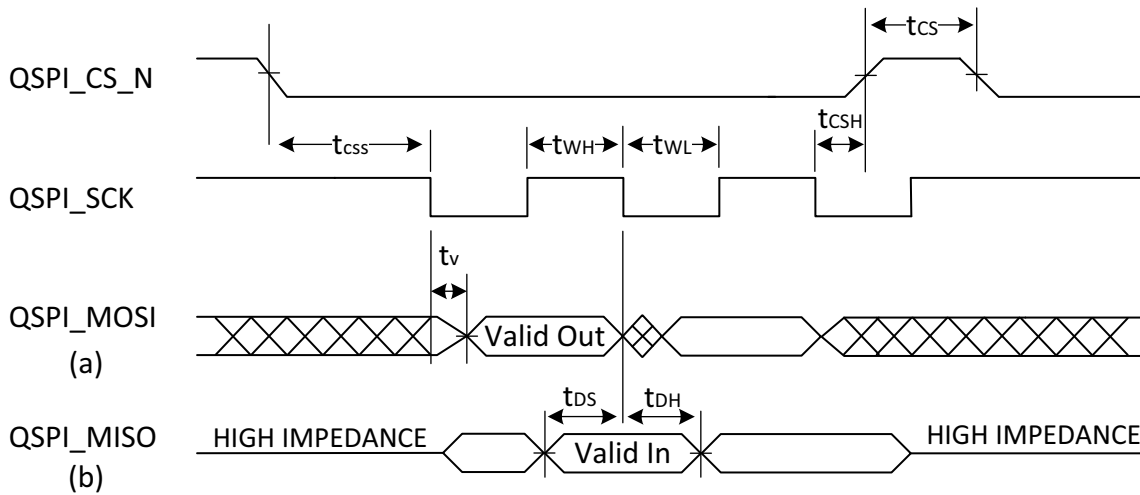 tCS
QSPI_CS_N
tCSH
tcss
tWH
tWL
QSPI_SCK
tv
QSPI_MOSI
Valid Out
(a)
tDS
tDH
QSPI_MISO
HIGH IMPEDANCE
Valid In
HIGH IMPEDANCE
(b)